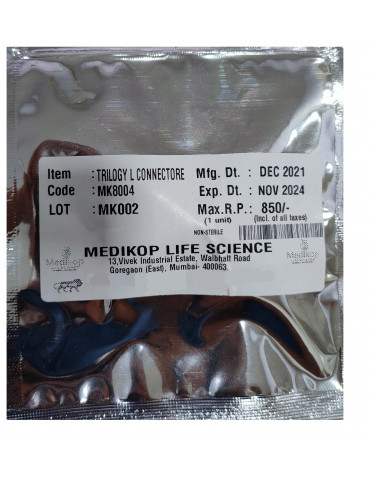 Item : TRILOGY L CONNECTORE Mfg. Dt. : DEC 2021
Code : MK8004 Exp. Dt. : NOV 2024
LOT : MK002 Max.R.P. : 850/-
(1 unit) (Incl. of all taxes)
NON-STERILE
MEDIKOP LIFE SCIENCE
Medikop 13,Vivek Industrial Estate, Walbhatt Road Medikop
Goregaon (East), Mumbai- 400063.